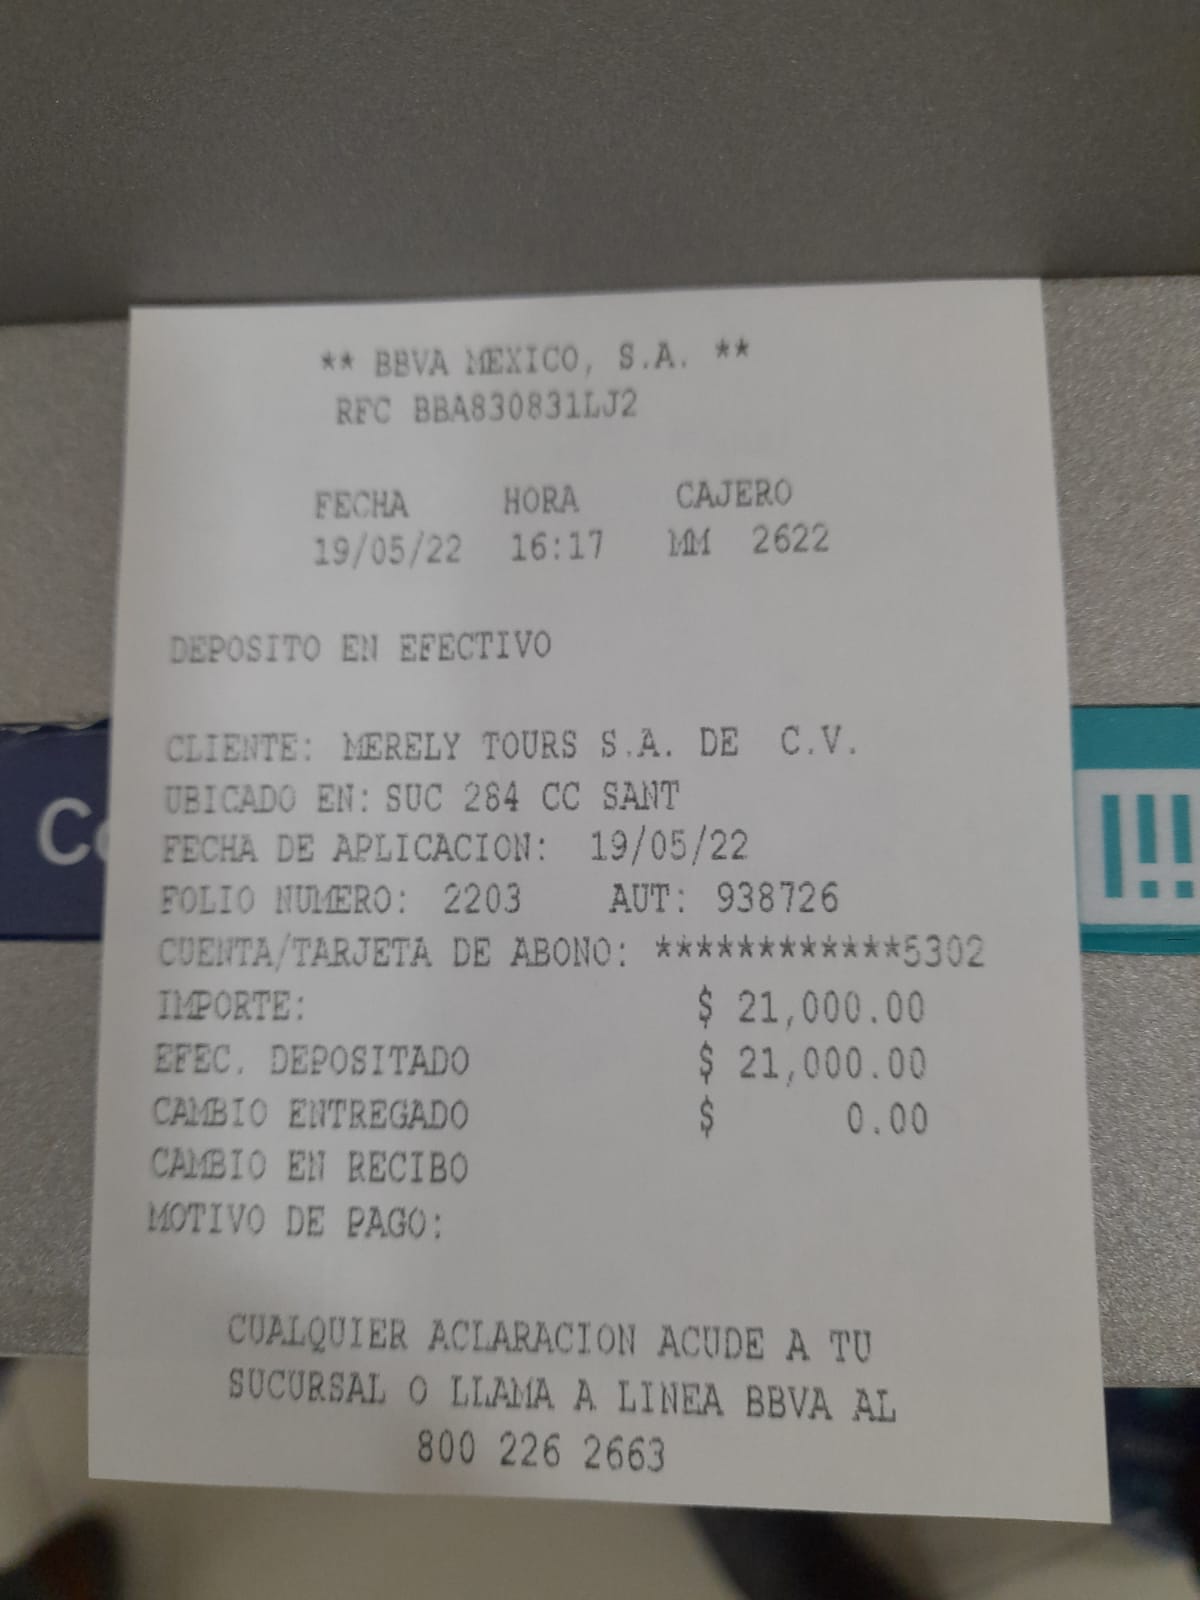 ** BBVA MEXICO, S.A. **
RFC BBA830831LJ2
FECHA HORA CAJERO
19/05/22 16:17 MM 2622
DEPOSITO EN EFECTIVO
CLIENTE: MERELY TOURS S.A. DE C.V.
UBICADO EN: SUC 284 CC SANT
FECHA DE APLICACION: 19/05/22
FOLIO NUMERO: 2203 AUT: 938726
CUENTA/TARJETA DE ABONO: ************5302
IMPORTE: $ 21,000.00
EFEC. DEPOSITADO $ 21,000.00
CAMBIO ENTREGADO $ 0.00
CAMBIO EN RECIBO
MOTIVO DE PAGO:
CUALQUIER ACLARACION ACUDE A TU
SUCURSAL O LLAMA A LINEA BBVA AL
800 226 2663